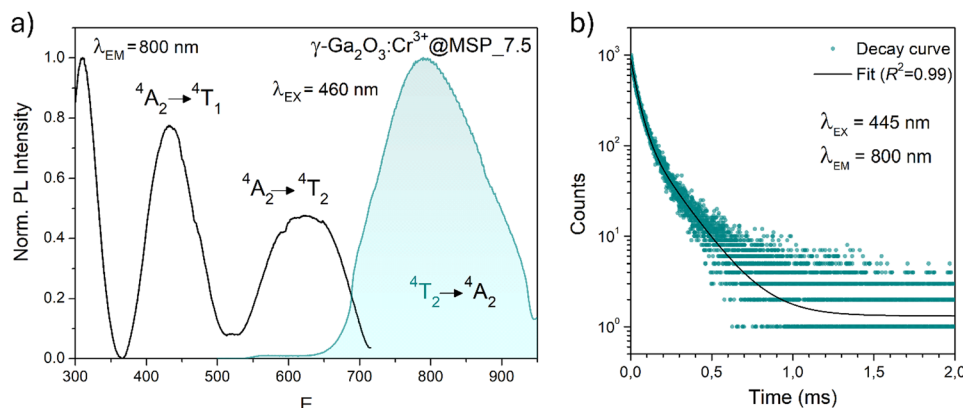 a)
λEM = 800 nm
γ-Ga2O3:Cr3+@MSP_7.5
λEX = 460 nm
4A2→4T1
4A2→4T2
4T2→4A2
Norm. PL Intensity
1.0
0.8
0.6
0.4
0.2
0.0
300 400 500 600 700 800 900
b)
Decay curve
Fit (R2=0.99)
λEX = 445 nm
λEM = 800 nm
Counts
103
102
101
100
0,0 0,5 1,0 1,5 2,0
Time (ms)